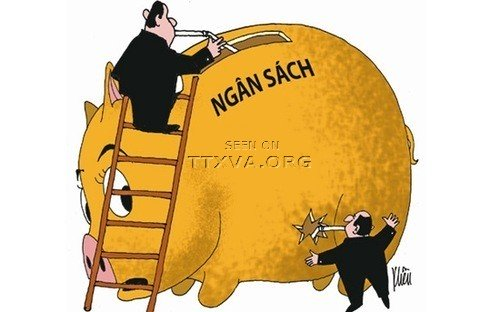 NGÂN SÁCH
SEEN ON
TTXVA.ORG